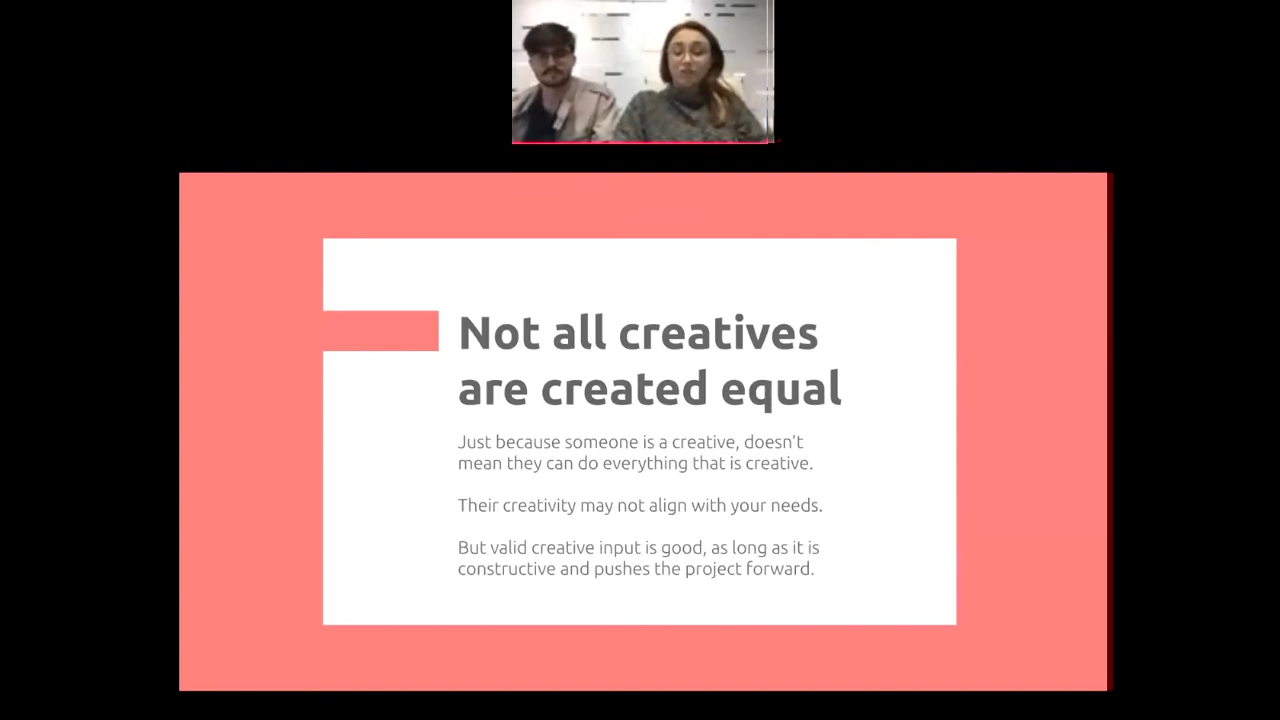 Not all creatives
are created equal
Just because someone is a creative, doesn't
mean they can do everything that is creative.
Their creativity may not align with your needs.
But valid creative input is good, as long as it is
constructive and pushes the project forward.